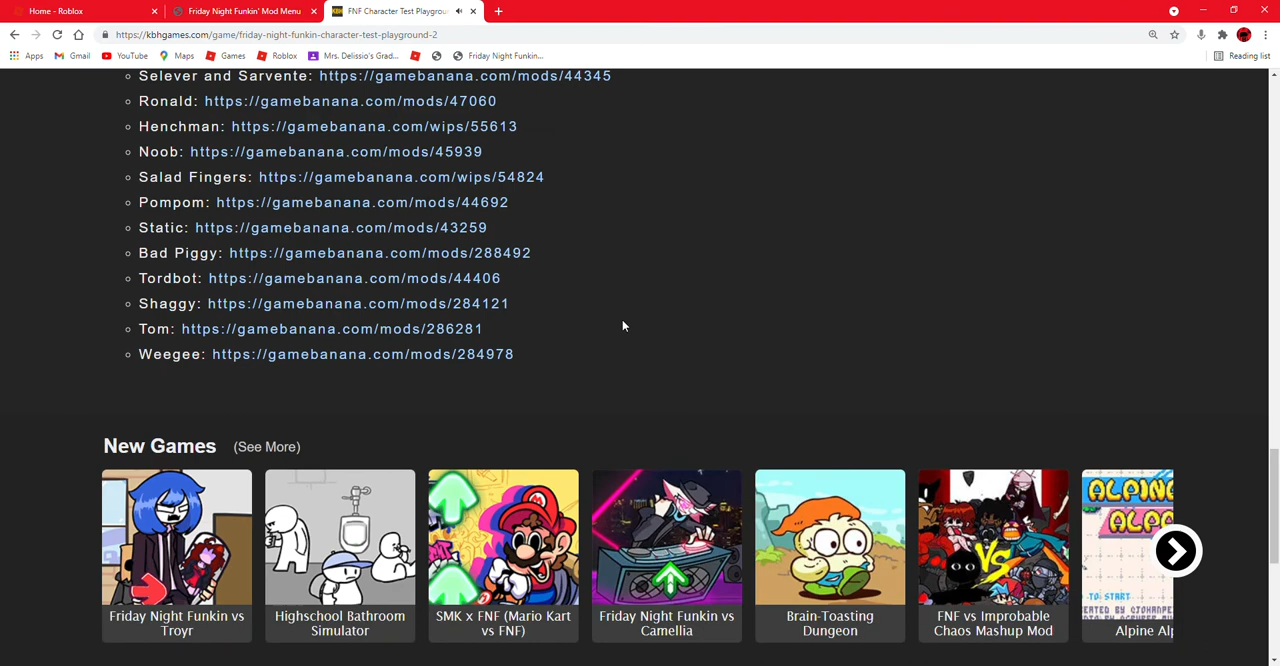 Home - Roblox
Friday Night Funkin' Mod Menu
FNF Character Test Playgrou
https://kbhgames.com/game/friday-night-funkin-character-test-playground-2
Apps Gmail YouTube Maps Games Roblox Mrs. Delissio's Grad... Friday Night Funkin... Reading list
Selever and Sarvente: https://gamebanana.com/mods/44345
Ronald: https://gamebanana.com/mods/47060
Henchman: https://gamebanana.com/wips/55613
Noob: https://gamebanana.com/mods/45939
Salad Fingers: https://gamebanana.com/wips/54824
Pompom: https://gamebanana.com/mods/44692
Static: https://gamebanana.com/mods/43259
Bad Piggy: https://gamebanana.com/mods/288492
Tordbot: https://gamebanana.com/mods/44406
Shaggy: https://gamebanana.com/mods/284121
Tom: https://gamebanana.com/mods/286281
Weegee: https://gamebanana.com/mods/284978
New Games (See More)
VS
ALPINE
ALPA
TO START
Friday Night Funkin vs
Troyr
Highschool Bathroom
Simulator
SMK x FNF (Mario Kart
vs FNF)
Friday Night Funkin vs
Camellia
Brain-Toasting
Dungeon
FNF vs Improbable
Chaos Mashup Mod
Alpine Alp